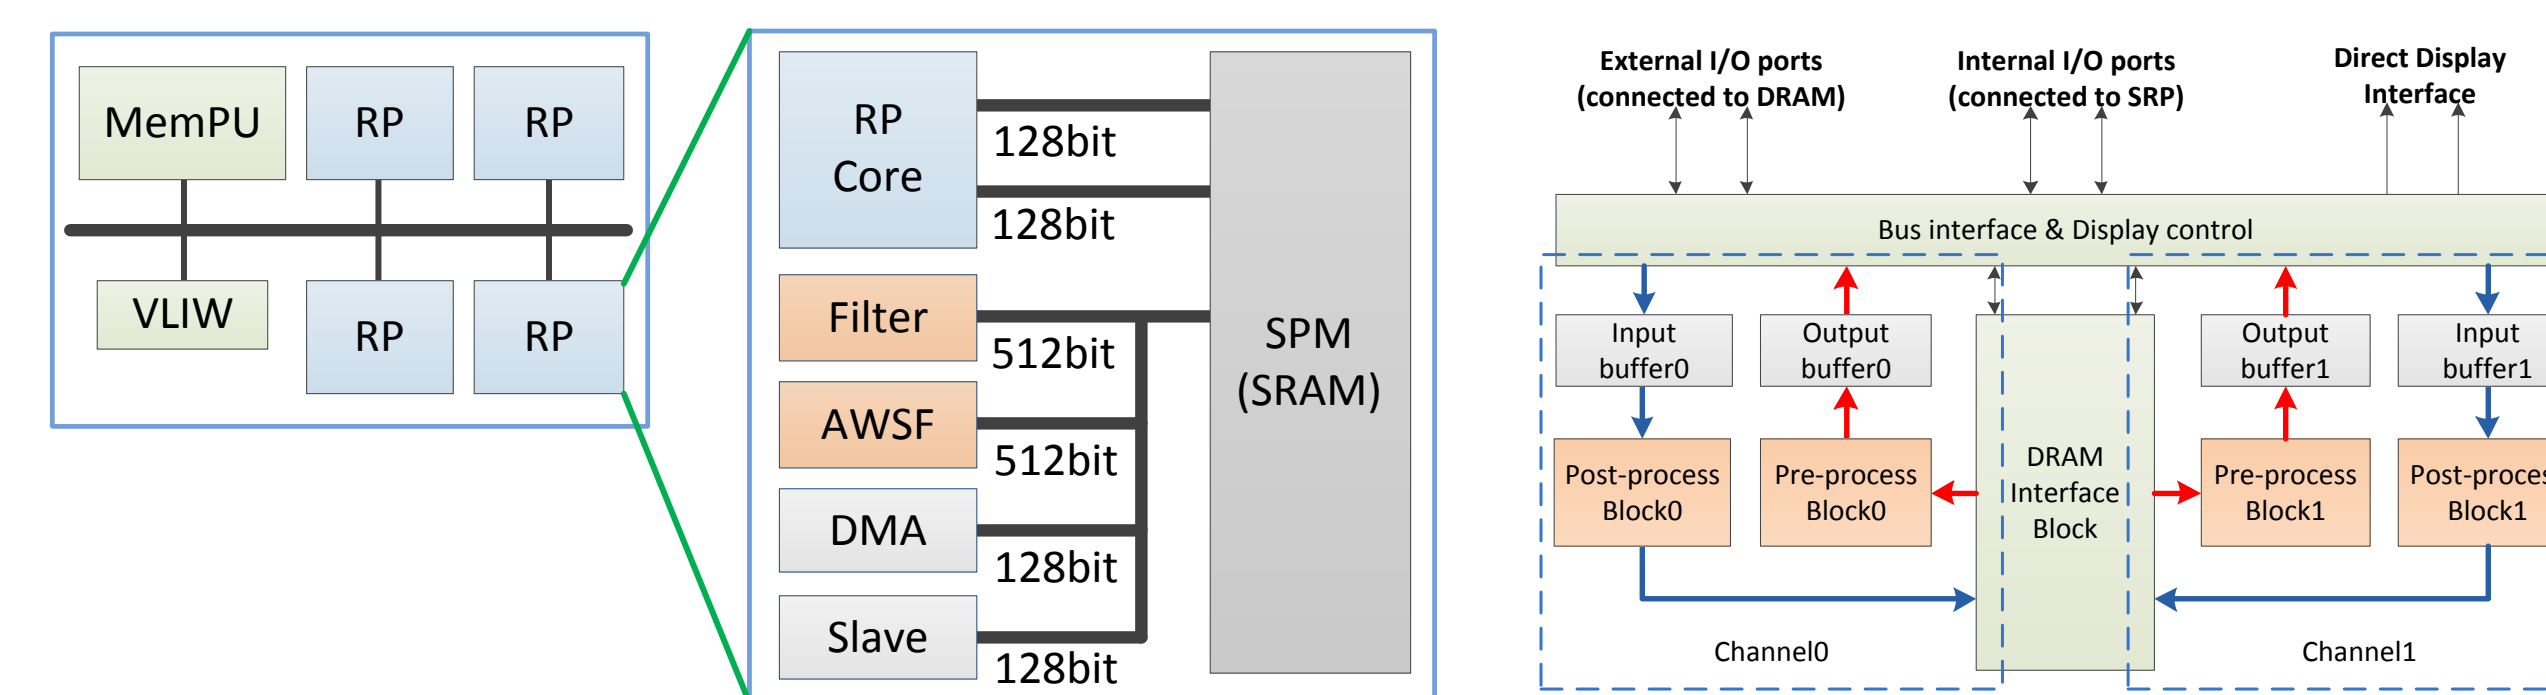 MemPU
RP
RP
VLIW
RP
RP
RP
Core
128bit
128bit
Filter
512bit
AWSF
512bit
DMA
128bit
Slave
128bit
SPM
(SRAM)
External I/O ports
(connected to DRAM)
Internal I/O ports
(connected to SRP)
Direct Display
Interface
Bus interface & Display control
Input
buffer0
Output
buffer0
Output
buffer1
Input
buffer1
Post-process
Block0
Pre-process
Block0
DRAM
Interface
Block
Pre-process
Block1
Post-proces
Block1
Channel0
Channel1